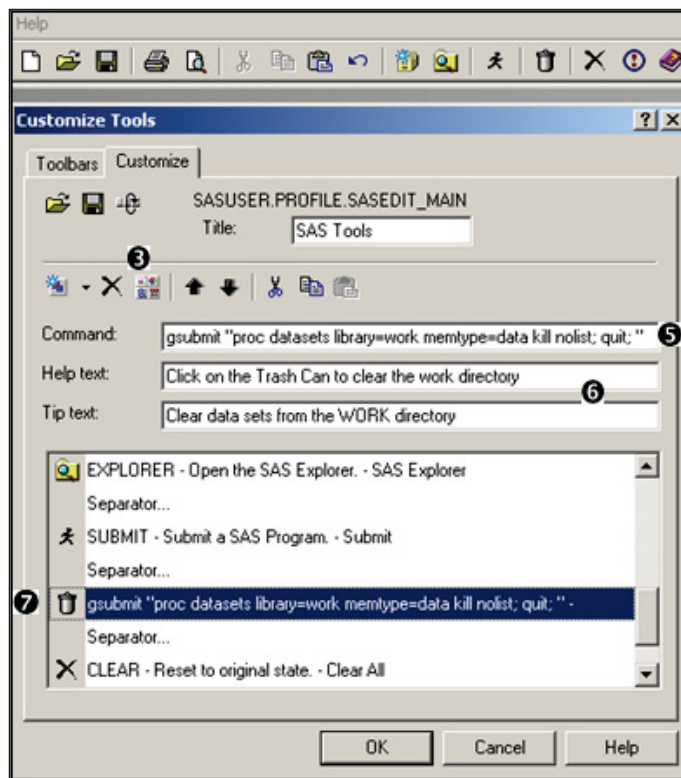 Help
Customize Tools
Toolbars Customize
SASUSER.PROFILE.SASEDIT_MAIN
Title: SAS Tools
❸
Command: gsubmit "proc datasets library=work memtype=data kill nolist; quit; " ❺
Help text: Click on the Trash Can to clear the work directory
❻
Tip text: Clear data sets from the WORK directory
EXPLORER - Open the SAS Explorer. - SAS Explorer
Separator...
SUBMIT - Submit a SAS Program. - Submit
Separator...
❼ gsubmit "proc datasets library=work memtype=data kill nolist; quit; " -
Separator...
CLEAR - Reset to original state. - Clear All
OK Cancel Help